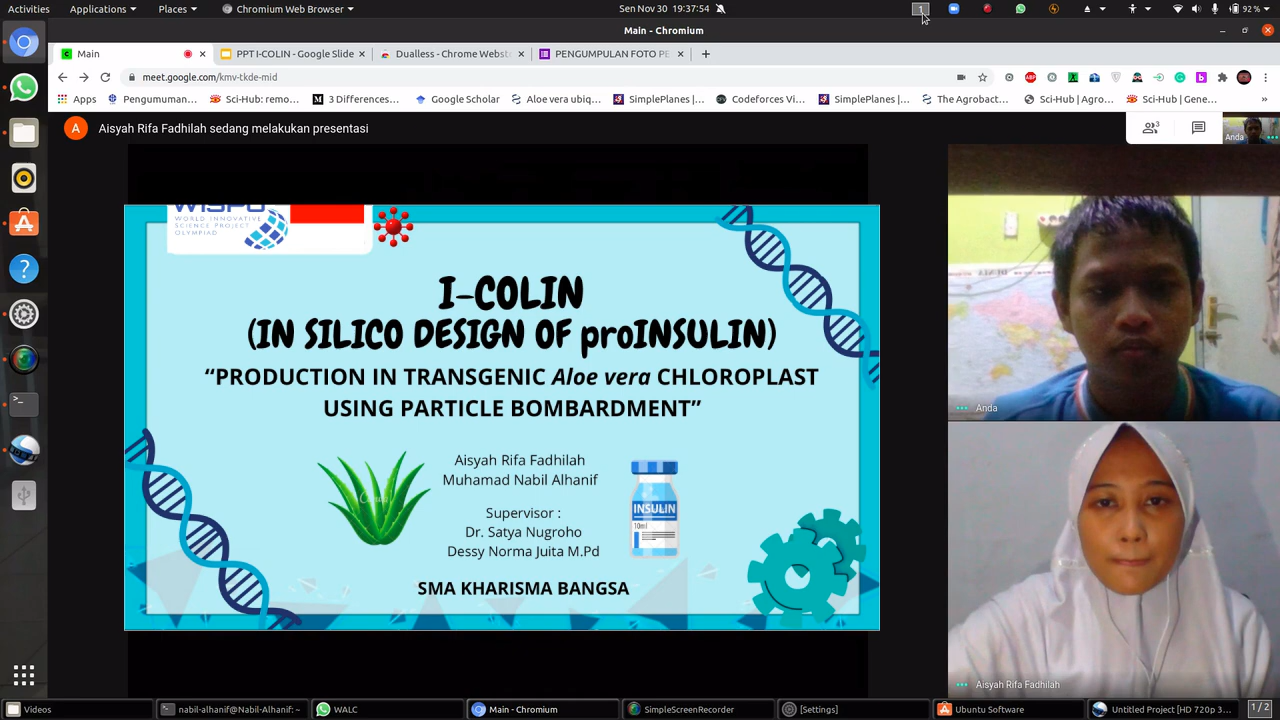 Activities
Applications
Places
Chromium Web Browser
Sen Nov 30 19:37:54
1
92 %
Main - Chromium
Main
PPT I-COLIN - Google Slide
Dualless - Chrome Webst
PENGUMPULAN FOTO PE
meet.google.com/kmv-tkde-mid
Apps
Pengumuman...
Sci-Hub: remo...
3 Differences...
Google Scholar
Aloe vera ubiq...
SimplePlanes |...
Codeforces Vi...
SimplePlanes |...
The Agrobact...
Sci-Hub | Agro...
Sci-Hub | Gene...
»
A
Aisyah Rifa Fadhilah sedang melakukan presentasi
3
Anda
WORLD INNOVATIVE
SCIENCE PROJECT
OLYMPIAD
I-COLIN
(IN SILICO DESIGN OF proINSULIN)
“PRODUCTION IN TRANSGENIC Aloe vera CHLOROPLAST
USING PARTICLE BOMBARDMENT”
Aisyah Rifa Fadhilah
Muhamad Nabil Alhanif
Supervisor :
Dr. Satya Nugroho
Dessy Norma Juita M.Pd
SMA KHARISMA BANGSA
Canva
INSULIN
10ml
Anda
Aisyah Rifa Fadhilah
Videos
nabil-alhanif@Nabil-Alhanif: ~
WALC
Main - Chromium
SimpleScreenRecorder
[Settings]
Ubuntu Software
Untitled Project [HD 720p 3...
1 / 2